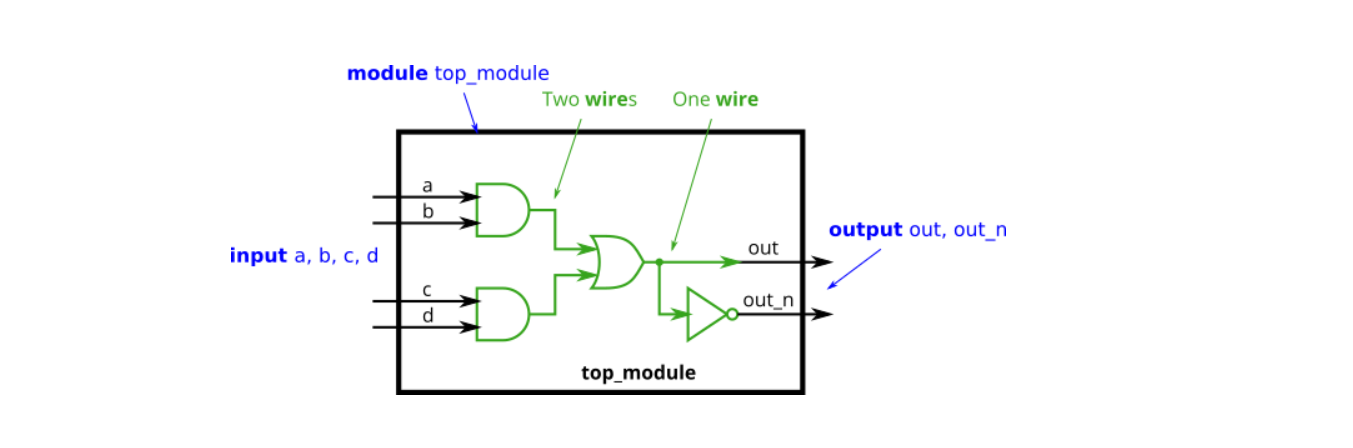 module top_module
Two wires
One wire
a
b
input a, b, c, d
output out, out_n
out
c
out_n
d
top_module